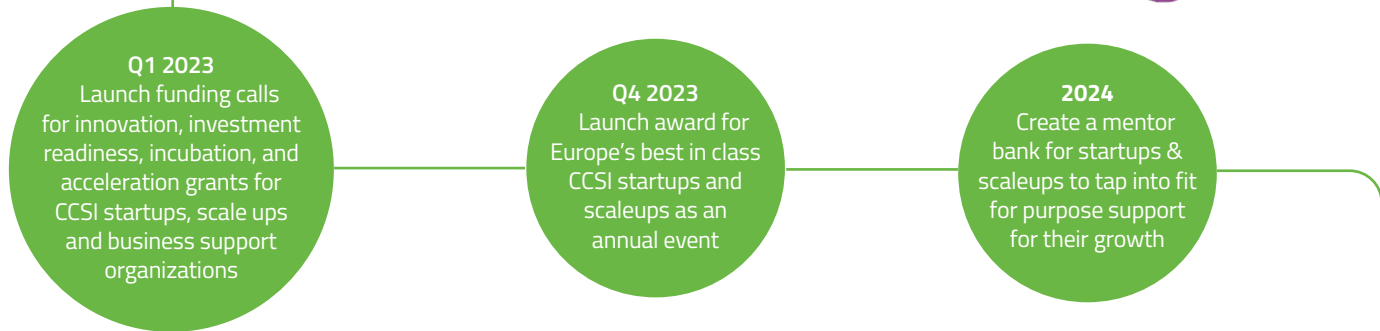 Q1 2023
Launch funding calls
for innovation, investment
readiness, incubation, and
acceleration grants for
CCSI startups, scale ups
and business support
organizations
Q4 2023
Launch award for
Europe's best in class
CCSI startups and
scaleups as an
annual event
2024
Create a mentor
bank for startups &
scaleups to tap into fit
for purpose support
for their growth